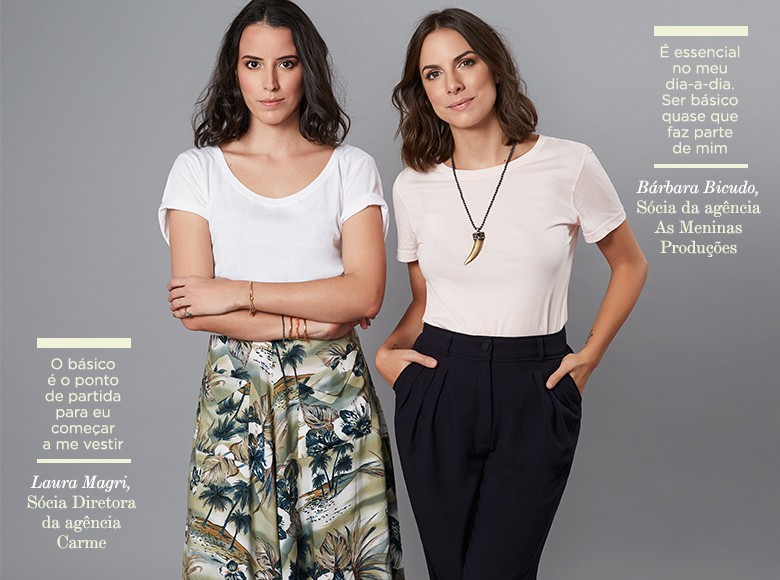 É essencial
no meu
dia-a-dia.
Ser básico
quase que
faz parte
de mim
Bárbara Bicudo,
Sócia da agência
As Meninas
Produções
O básico
é o ponto
de partida
para eu
começar
a me vestir
Laura Magri,
Sócia Diretora
da agência
Carme